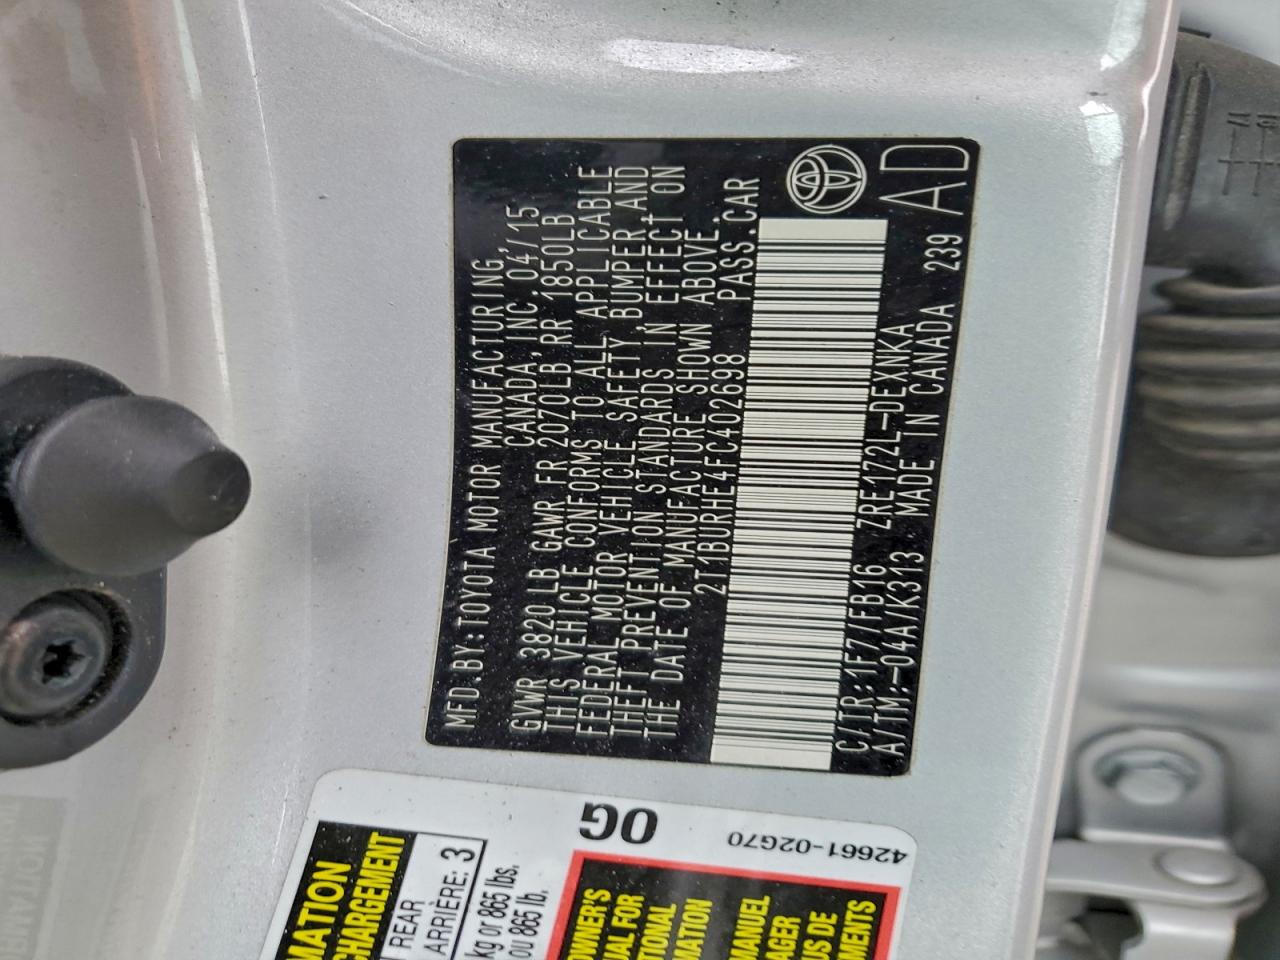 MFD.BY:TOYOTA MOTOR MANUFACTURING,
CANADA,INC.04/15
GVWR 3820 LB GAWR FR 2070LB RR 1850LB
THIS VEHICLE CONFORMS TO ALL APPLICABLE
FEDERAL MOTOR VEHICLE SAFETY, BUMPER,AND
THEFT PREVENTION STANDARDS IN EFFECT ON
THE DATE OF MANUFACTURE SHOWN ABOVE.
2T1BURHE4FC402698 PASS.CAR
C/TR:1F7/FB16 ZRE172L-DEXNKA
A/TM:-04A/K313 MADE IN CANADA 239 AD
MATION
CHARGEMENT
REAR
ARRIÈRE: 3
kg or 865 lbs.
ou 865 lb.
0G
42661-02G70
OWNER'S
UAL FOR
TIONAL
MATION
MANUEL
AGER
US DE
EMENTS